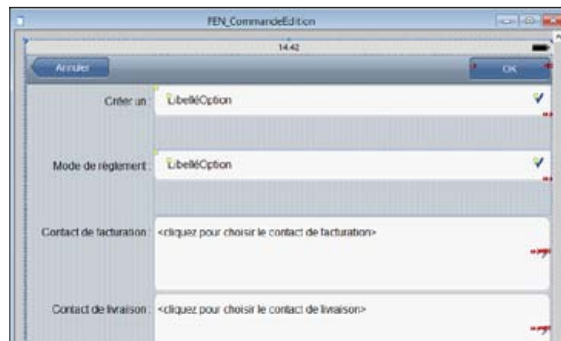 FEN_CommandeEdition
14:42
Annuler OK
Créer un : LibelléOption
Mode de règlement : LibelléOption
Contact de facturation : <cliquez pour choisir le contact de facturation>
Contact de livraison : <cliquez pour choisir le contact de livraison>